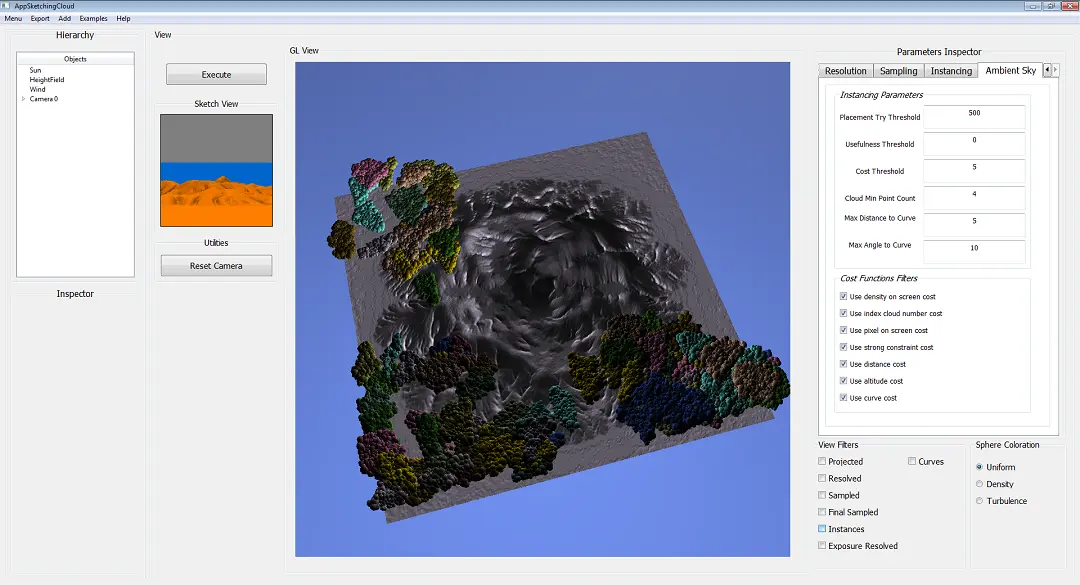 AppSketchingCloud
Menu Export Add Examples Help
Hierarchy
Objects
Sun
HeightField
Wind
Camera 0
Inspector
View
Execute
Sketch View
Utilities
Reset Camera
GL View
Parameters Inspector
Resolution Sampling Instancing Ambient Sky
Instancing Parameters
Placement Try Threshold 500
Usefulness Threshold 0
Cost Threshold 5
Cloud Min Point Count 4
Max Distance to Curve 5
Max Angle to Curve 10
Cost Functions Filters
Use density on screen cost
Use index cloud number cost
Use pixel on screen cost
Use strong constraint cost
Use distance cost
Use altitude cost
Use curve cost
View Filters
Projected Curves
Resolved
Sampled
Final Sampled
Instances
Exposure Resolved
Sphere Coloration
Uniform
Density
Turbulence